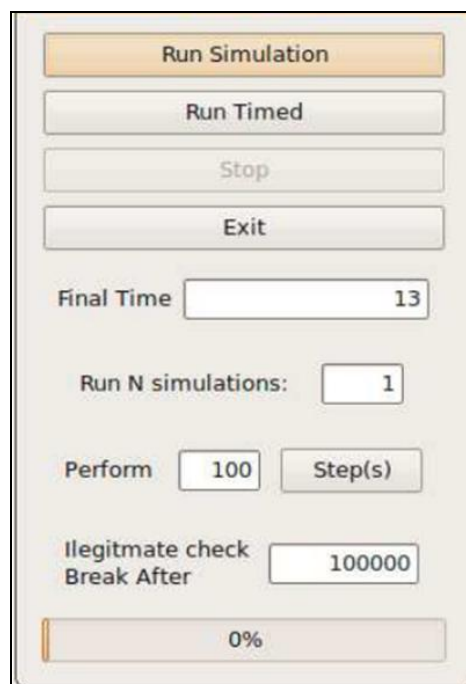 Run Simulation
Run Timed
Stop
Exit
Final Time 13
Run N simulations: 1
Perform 100 Step(s)
Ilegitmate check
Break After 100000
0%